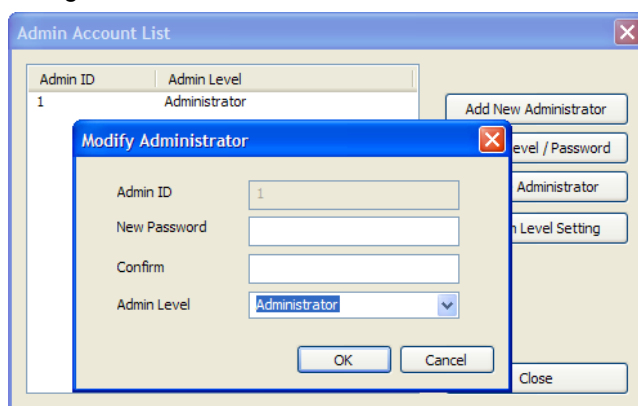 Admin Account List
Admin ID Admin Level
1 Administrator
Add New Administrator
evel / Password
Administrator
Level Setting
Modify Administrator
Admin ID 1
New Password
Confirm
Admin Level Administrator
OK Cancel
Close